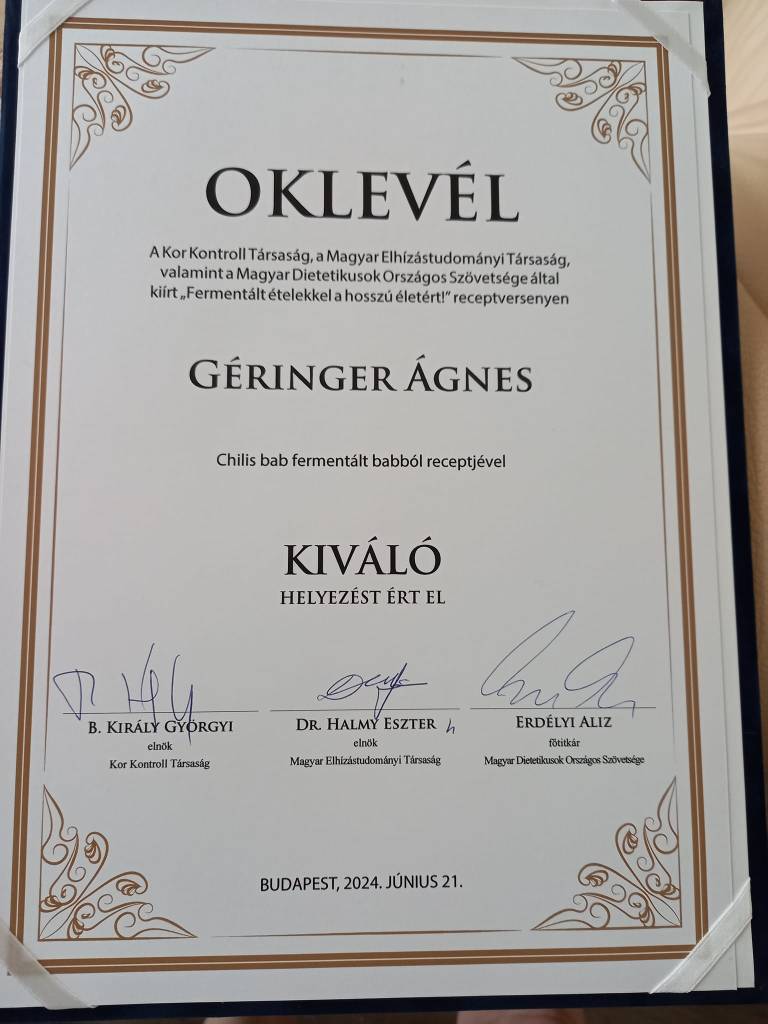 OKLEVÉL
A Kor Kontroll Társaság, a Magyar Elhízástudományi Társaság,
valamint a Magyar Dietetikusok Országos Szövetsége által
kiírt „Fermentált ételekkel a hosszú életért!” receptversenyen
GÉRINGER ÁGNES
Chilis bab fermentált babból receptjével
KIVÁLÓ
HELYEZÉST ÉRT EL
B. KIRÁLY GYÖRGYI
elnök
Kor Kontroll Társaság
DR. HALMY ESZTER
elnök
Magyar Elhízástudományi Társaság
ERDÉLYI ALIZ
főtitkár
Magyar Dietetikusok Országos Szövetsége
BUDAPEST, 2024. JÚNIUS 21.